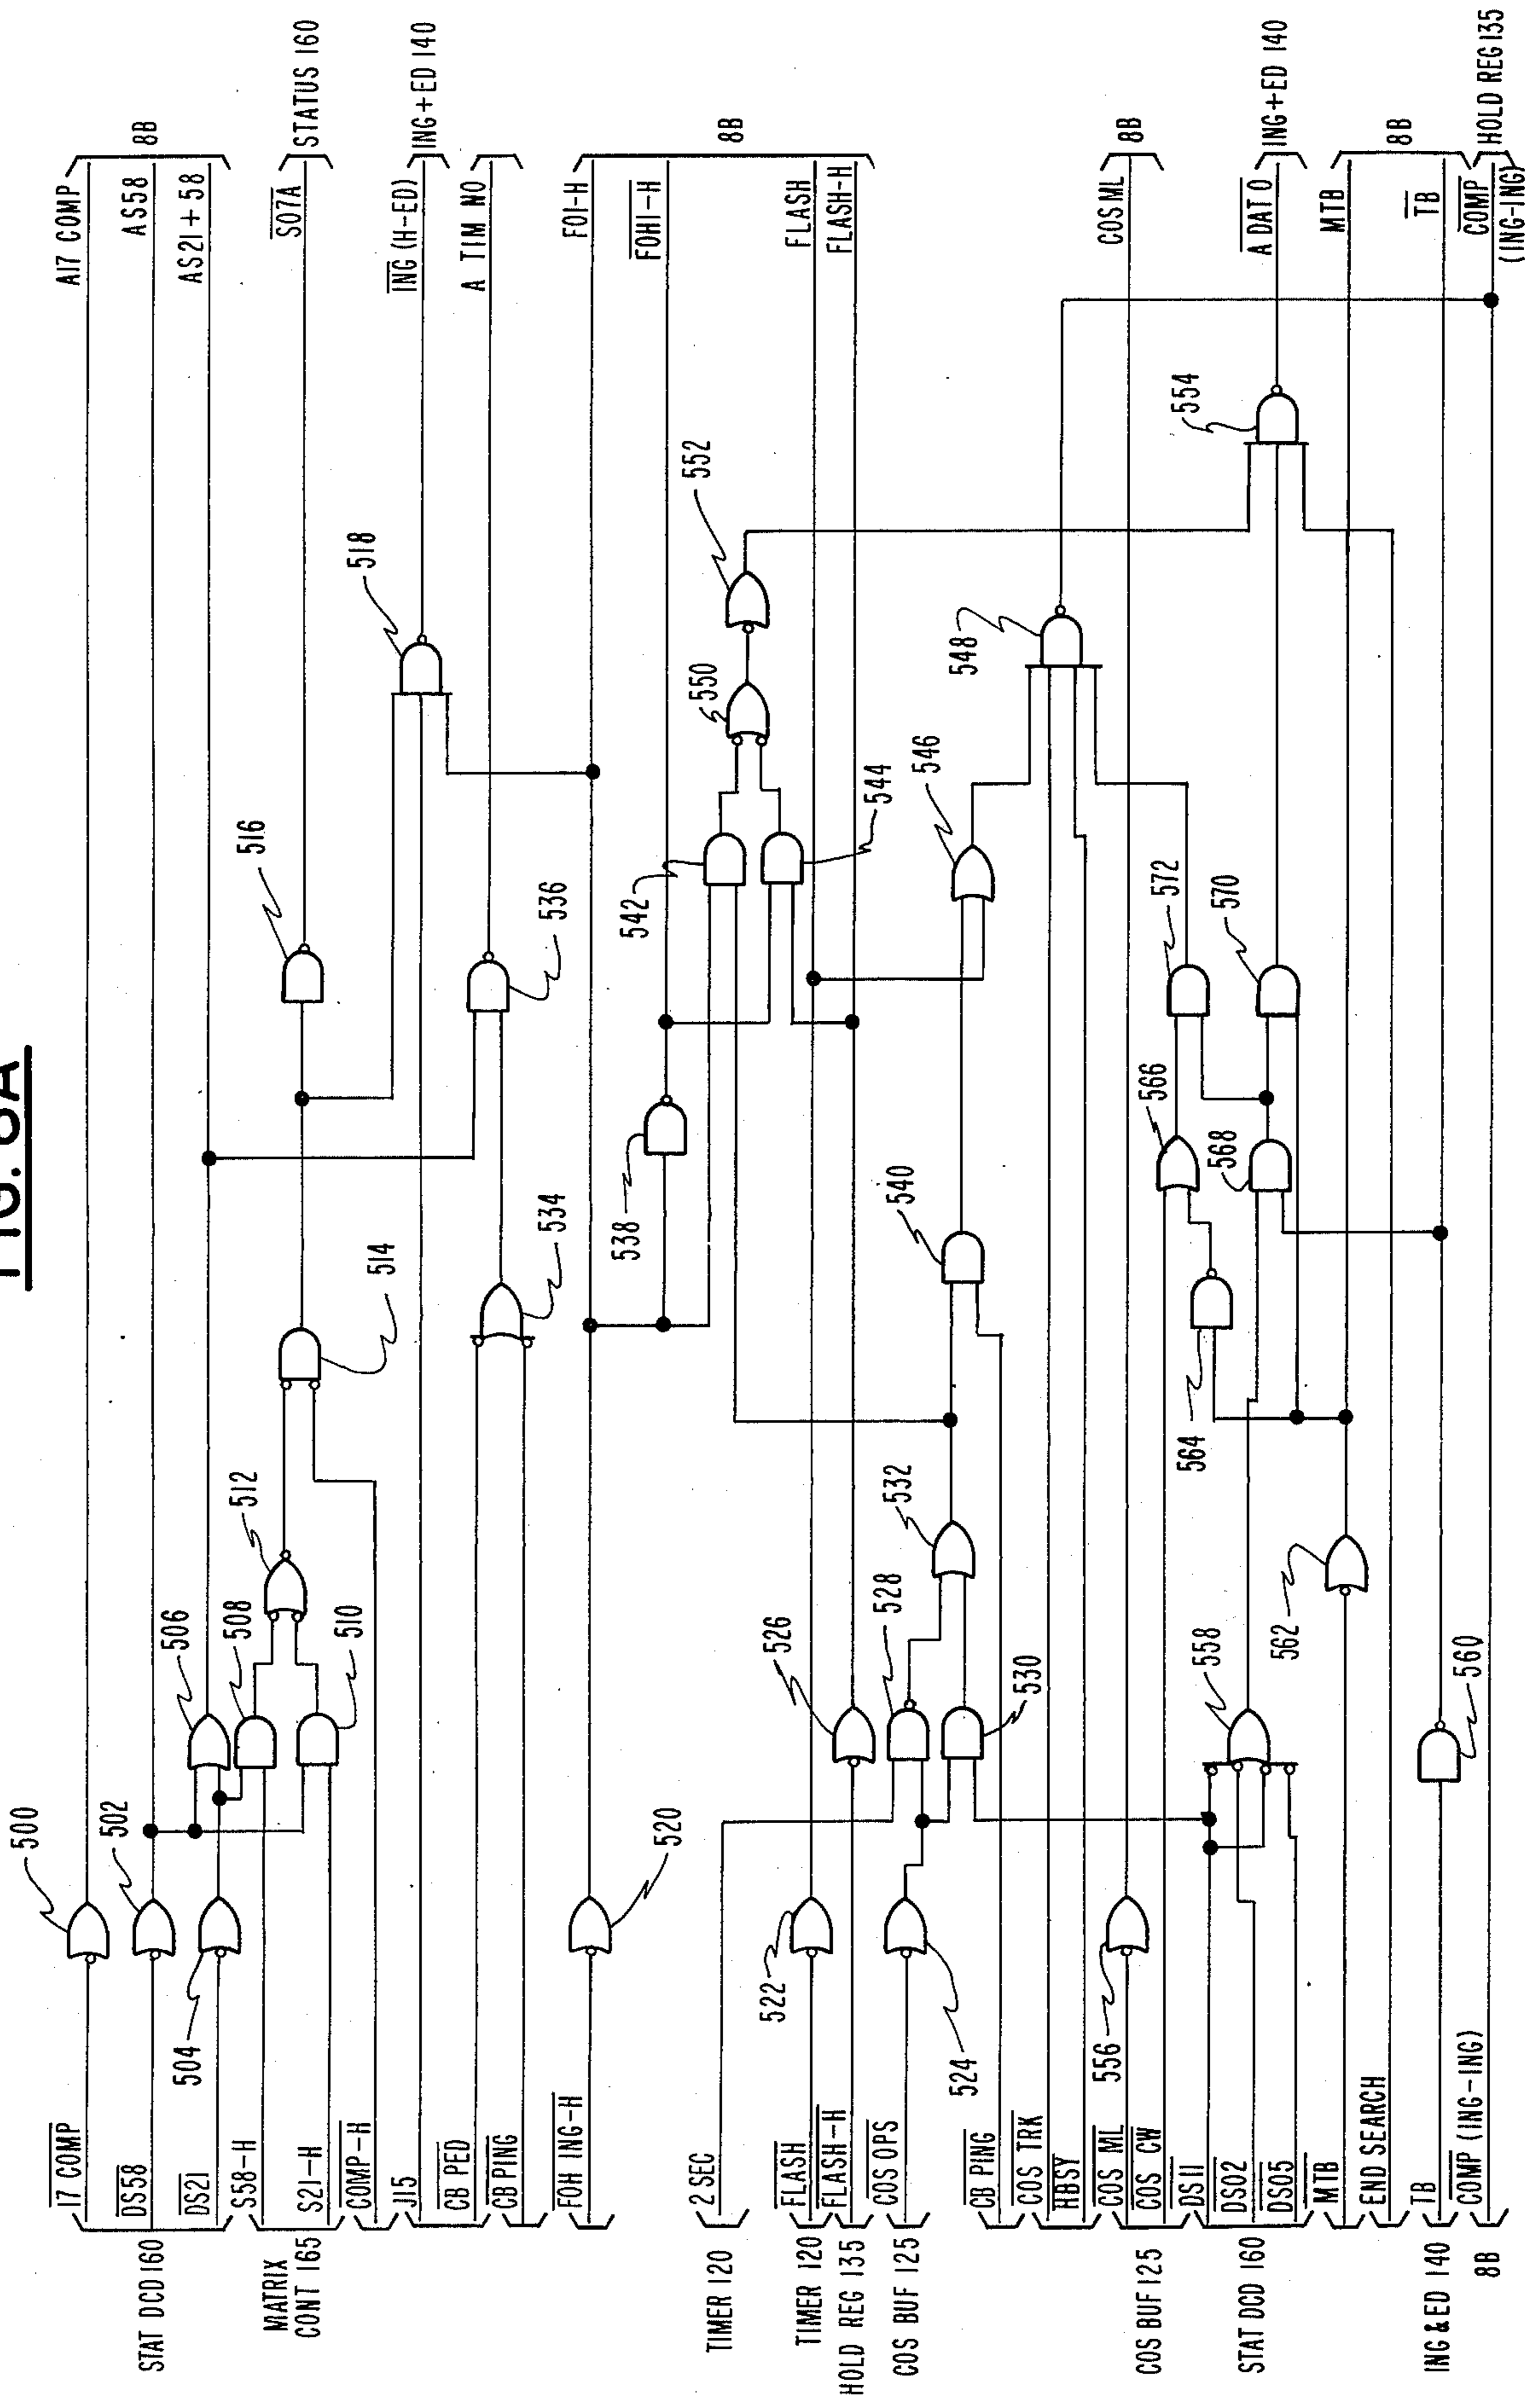 FIG. 8A
17 COMP
DS58
DS21
STAT DCD 160
S58-H
S21-H
MATRIX
CONT 165
COMP-H
J15
CB PED
CB PING
FOH ING-H
2 SEC
TIMER 120
FLASH
TIMER 120
FLASH-H
HOLD REG 135
COS OPS
COS BUF 125
CB PING
COS TRK
HBSY
COS ML
COS CW
COS BUF 125
DS11
DS02
DS05
STAT DCD 160
MTB
END SEARCH
TB
ING & ED 140
COMP (ING-ING)
8B
500
502
504
506
508
510
512
514
516
518
520
522
524
526
528
530
532
534
536
538
540
542
544
546
548
550
552
554
556
558
560
562
564
566
568
570
572
A17 COMP
AS58
AS21+58
8B
S07A
STATUS 160
ING (H-ED)
ING+ED 140
A TIM NO
FOI-H
FOHI-H
FLASH
FLASH-H
8B
COS ML
8B
A DAT 0
ING+ED 140
MTB
TB
8B
COMP
(ING-ING)
HOLD REG 135